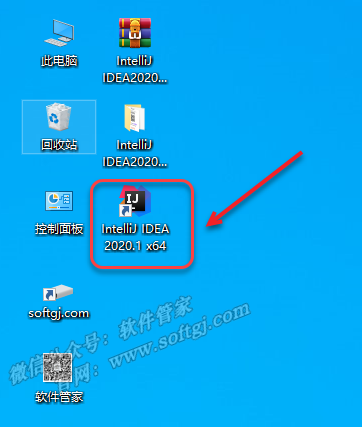 此电脑
IntelliJ
IDEA2020...
回收站
IntelliJ
IDEA2020...
控制面板
IJ
IntelliJ IDEA
2020.1 x64
softgj.com
软件管家
微信公众号：软件管家
官网：www.softgj.com